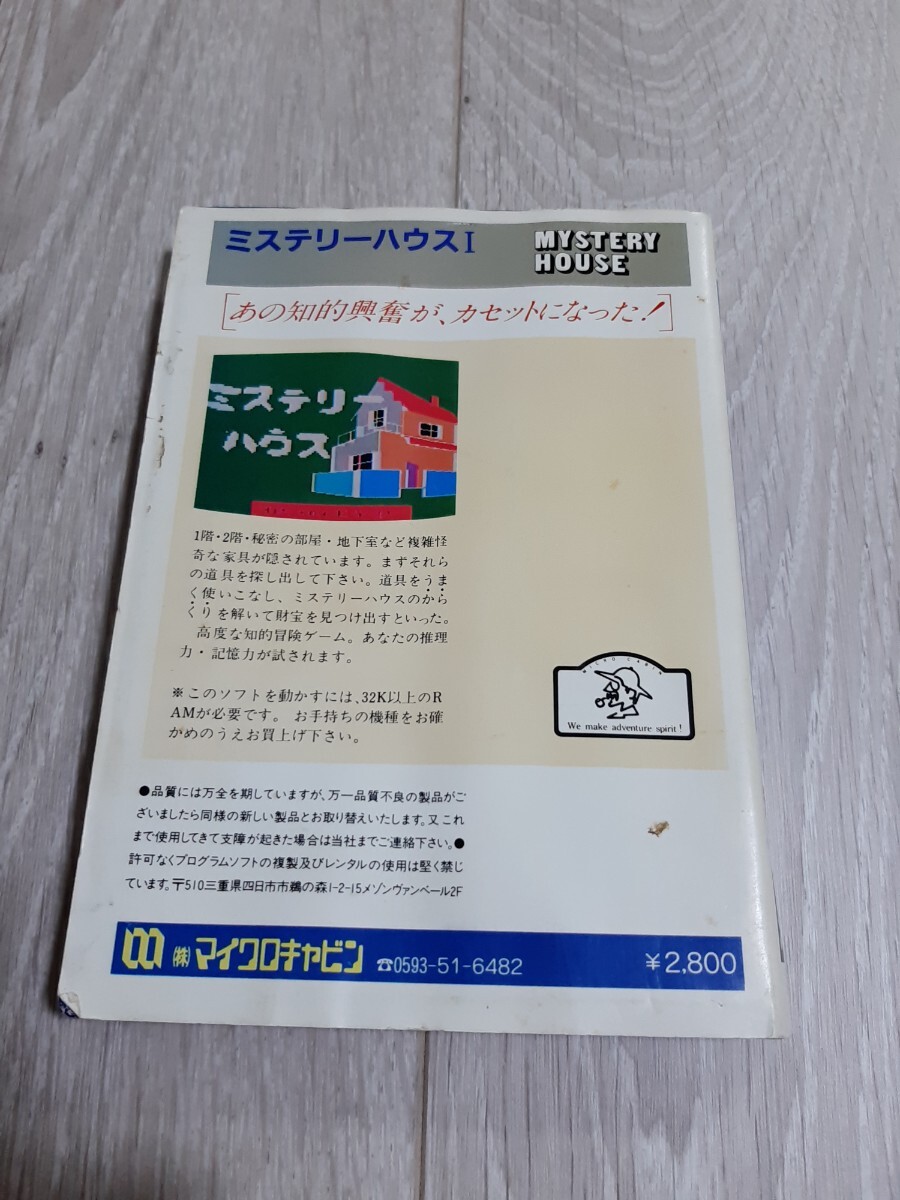 ミステリーハウスI
MYSTERY
HOUSE
[あの知的興奮が、カセットになった!]
ミステリー
ハウス
1階・2階・秘密の部屋・地下室など複雑怪
奇な家具が隠されています。まずそれら
の道具を探し出して下さい。道具をうま
く使いこなし、ミステリーハウスのから
くりを解いて財宝を見つけ出すといった。
高度な知的冒険ゲーム。あなたの推理
力・記憶力が試されます。
※このソフトを動かすには、32K以上のR
AMが必要です。 お手持ちの機種をお確
かめのうえお買上げ下さい。
MICRO CABIN
We make adventure spirit!
●品質には万全を期していますが、万一品質不良の製品がご
ざいましたら同様の新しい製品とお取り替えいたします。又これ
まで使用してきて支障が起きた場合は当社までご連絡下さい。●
許可なくプログラムソフトの複製及びレンタルの使用は堅く禁じ
ています。〒510三重県四日市市鵜の森1-2-15メゾンヴァンベール2F
㈱マイクロキャビン ☎0593-51-6482 ¥2,800